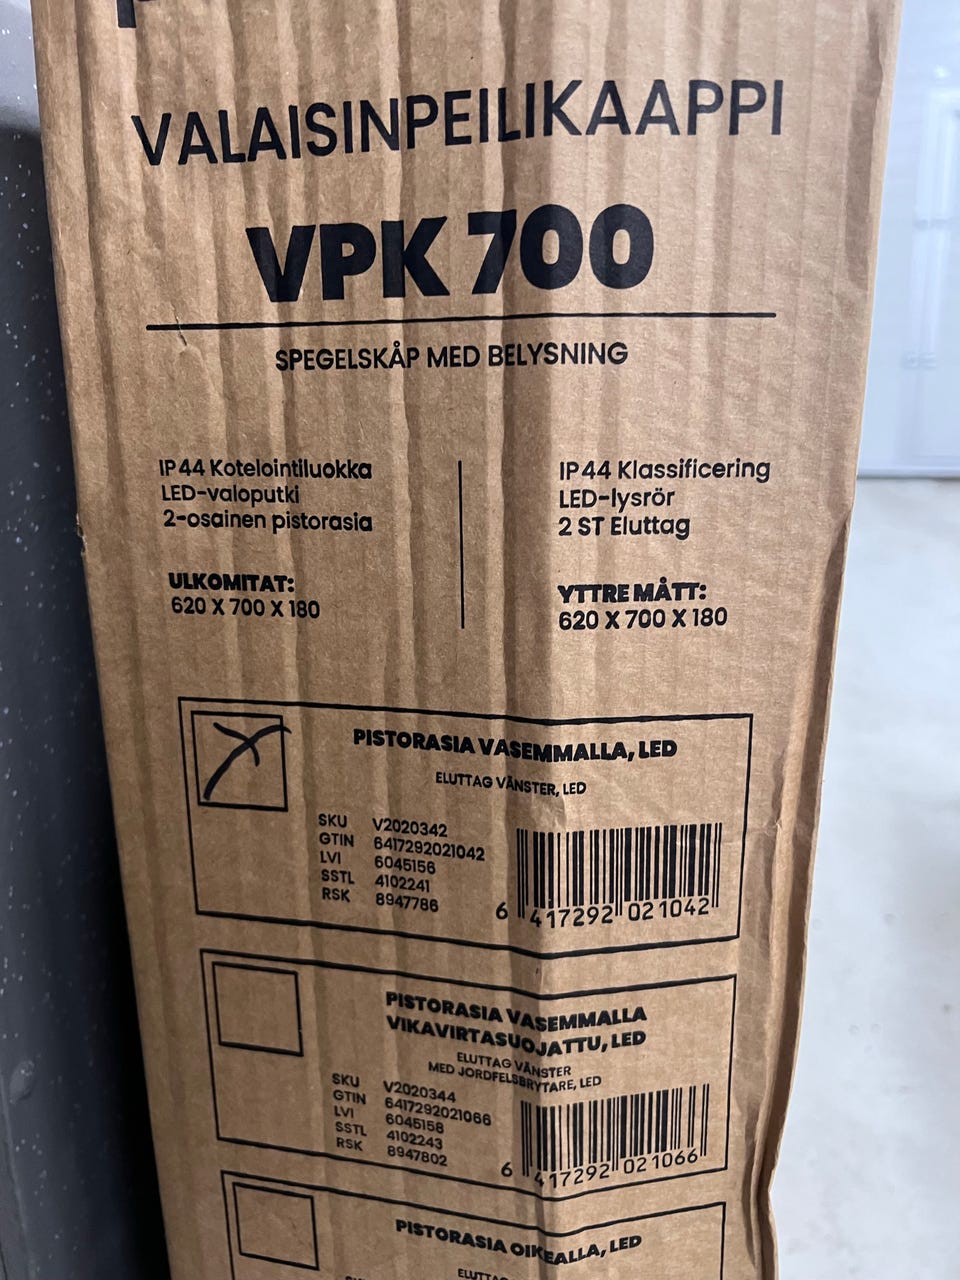 VALAISINPEILIKAAPPI
VPK 700
SPEGELSKÅP MED BELYSNING
IP44 Kotelointiluokka
LED-valoputki
2-osainen pistorasia
ULKOMITAT:
620 X 700 X 180
IP44 Klassificering
LED-lysrör
2 ST Eluttag
YTTRE MÅTT:
620 X 700 X 180
PISTORASIA VASEMMALLA, LED
ELUTTAG VÄNSTER, LED
SKU V2020342
GTIN 6417292021042
LVI 6045156
SSTL 4102241
RSK 8947786
6 417292 021042
PISTORASIA VASEMMALLA
VIKAVIRTASUOJATTU, LED
ELUTTAG VÄNSTER
MED JORDFELSBRYTARE, LED
SKU V2020344
GTIN 6417292021066
LVI 6045158
SSTL 4102243
RSK 8947802
6 417292 021066
PISTORASIA OIKEALLA, LED